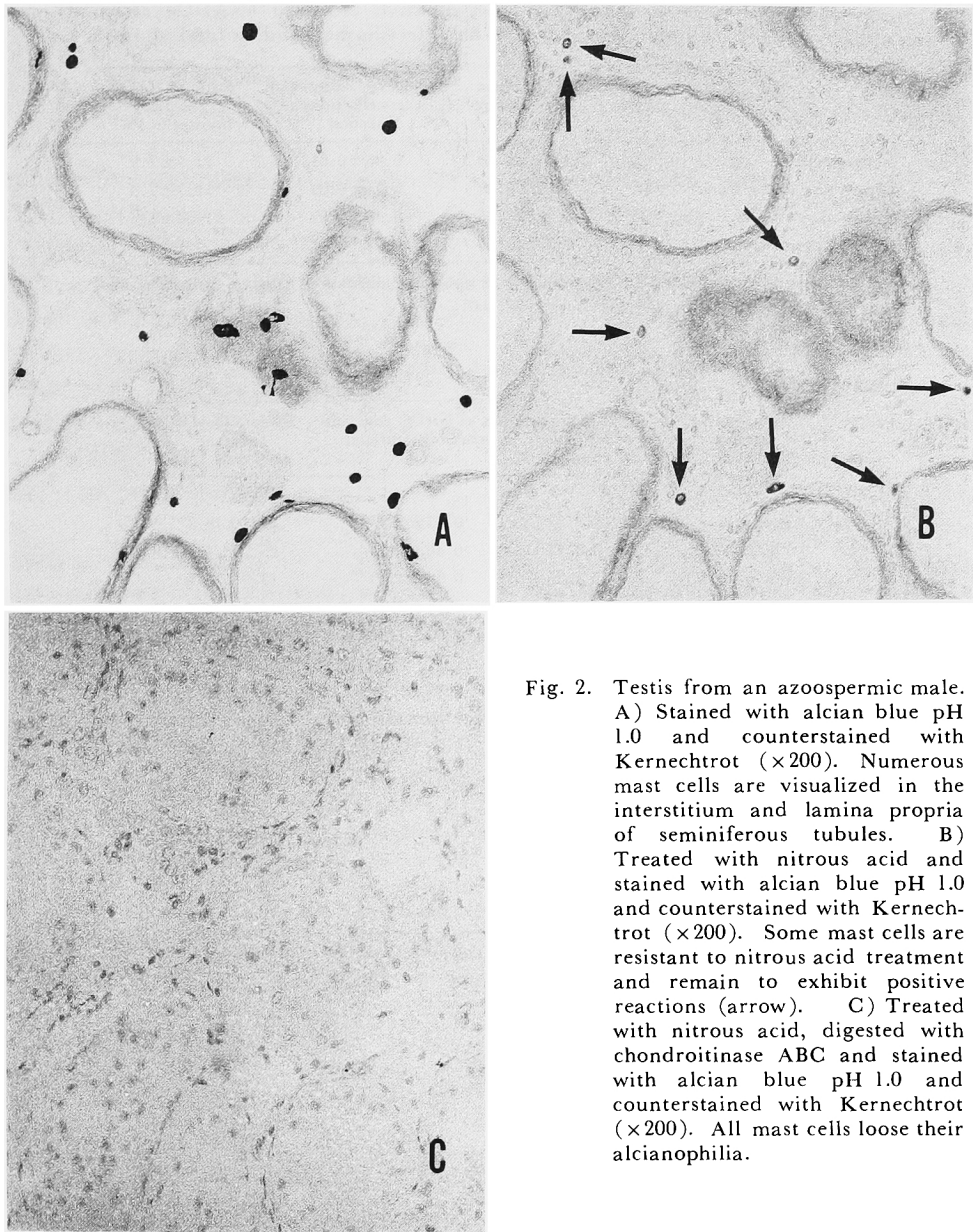 A
B
C
Fig. 2. Testis from an azoospermic male.
A) Stained with alcian blue pH
1.0 and counterstained with
Kernechtrot (×200). Numerous
mast cells are visualized in the
interstitium and lamina propria
of seminiferous tubules. B)
Treated with nitrous acid and
stained with alcian blue pH 1.0
and counterstained with Kernech-
trot (×200). Some mast cells are
resistant to nitrous acid treatment
and remain to exhibit positive
reactions (arrow). C) Treated
with nitrous acid, digested with
chondroitinase ABC and stained
with alcian blue pH 1.0 and
counterstained with Kernechtrot
(×200). All mast cells loose their
alcianophilia.